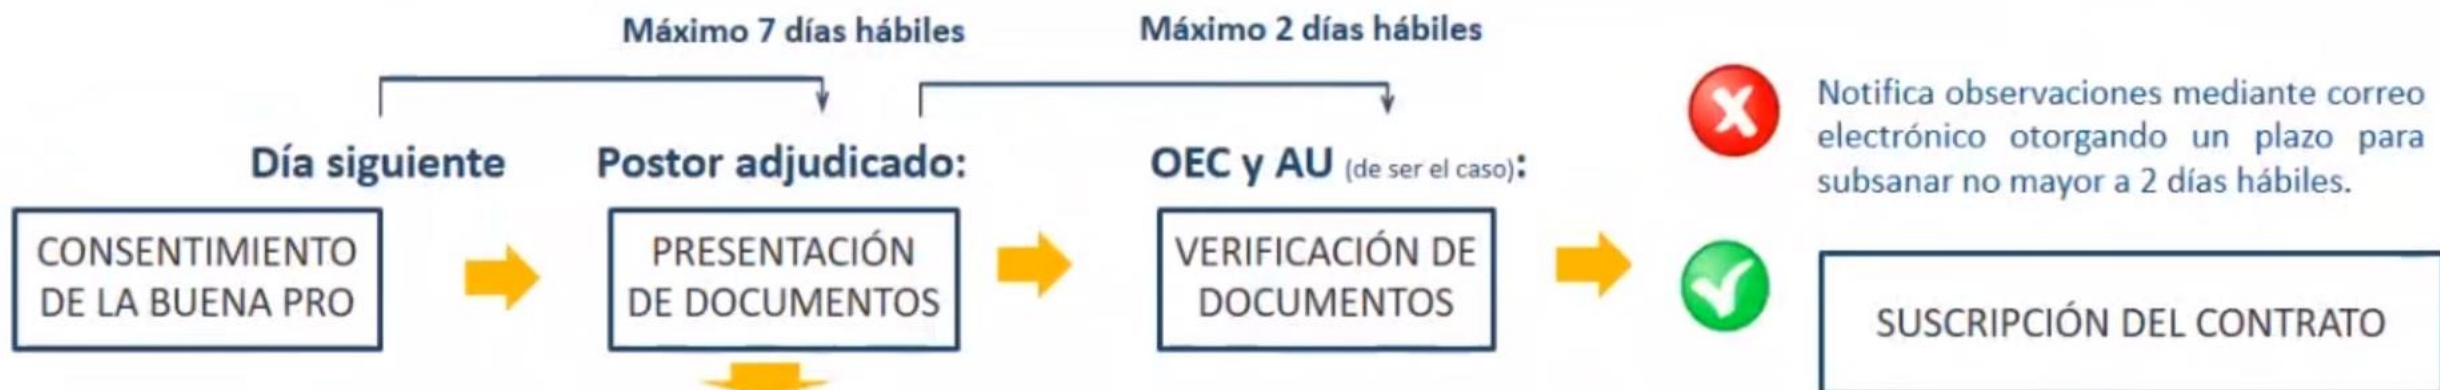 Máximo 7 días hábiles
Máximo 2 días hábiles
Notifica observaciones mediante correo
electrónico otorgando un plazo para
subsanar no mayor a 2 días hábiles.
Día siguiente
Postor adjudicado:
OEC y AU (de ser el caso):
CONSENTIMIENTO
DE LA BUENA PRO
PRESENTACIÓN
DE DOCUMENTOS
VERIFICACIÓN DE
DOCUMENTOS
SUSCRIPCIÓN DEL CONTRATO